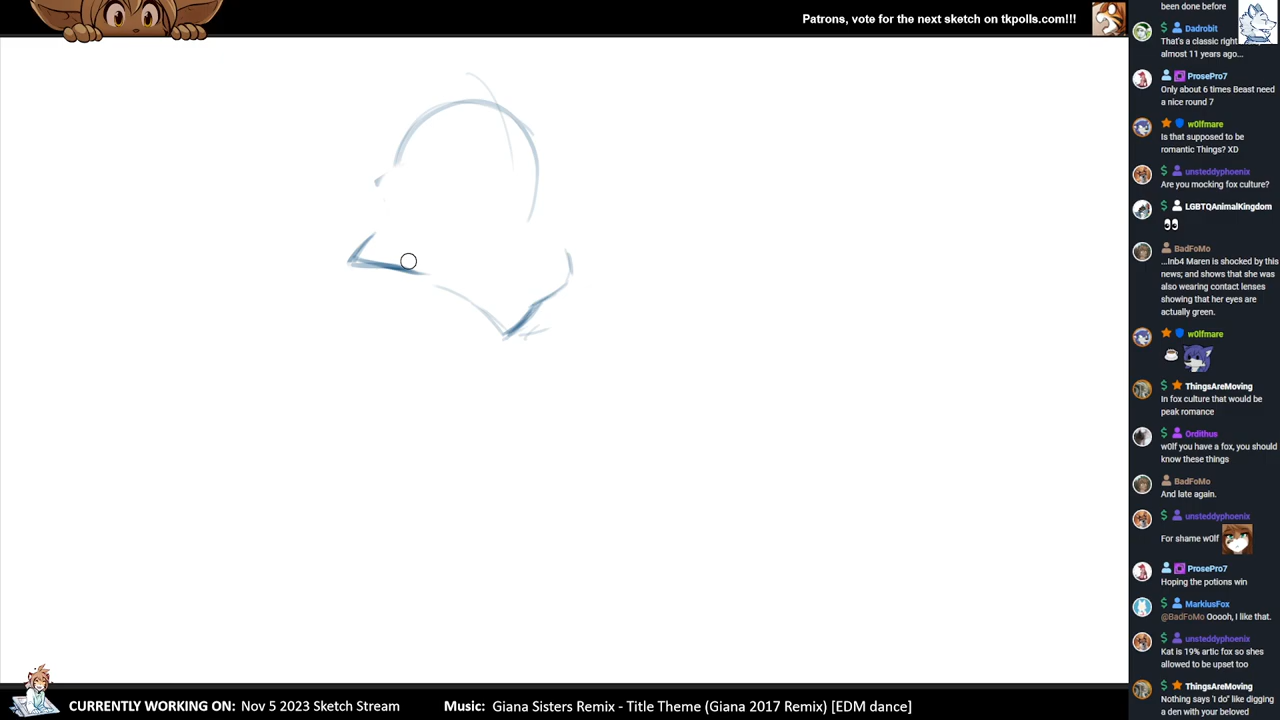 Patrons, vote for the next sketch on tkpolls.com!!!
been done before
Dadrobit
That's a classic right
almost 11 years ago...
ProsePro7
Only about 6 times Beast need
a nice round 7
w0lfmare
Is that supposed to be
romantic Things? XD
unsteddyphoenix
Are you mocking fox culture?
LGBTQAnimalKingdom
BadFoMo
...Inb4 Maren is shocked by this
news; and shows that she was
also wearing contact lenses
showing that her eyes are
actually green.
w0lfmare
ThingsAreMoving
In fox culture that would be
peak romance
Ordithus
w0lf you have a fox, you should
know these things
BadFoMo
And late again.
unsteddyphoenix
For shame w0lf
ProsePro7
Hoping the potions win
MarkiusFox
@BadFoMo Ooooh, I like that.
unsteddyphoenix
Kat is 19% artic fox so shes
allowed to be upset too
ThingsAreMoving
Nothing says 'I do" like digging
a den with your beloved
CURRENTLY WORKING ON: Nov 5 2023 Sketch Stream
Music: Giana Sisters Remix - Title Theme (Giana 2017 Remix) [EDM dance]